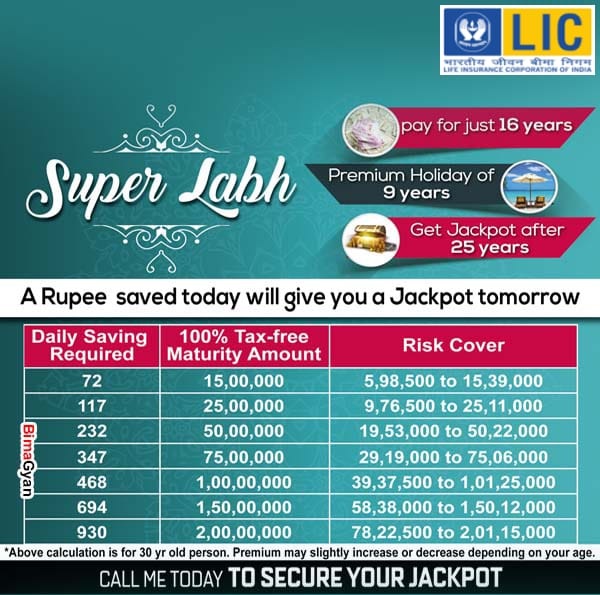 LIC
भारतीय जीवन बीमा निगम
LIFE INSURANCE CORPORATION OF INDIA
Super Labh
pay for just 16 years
Premium Holiday of
9 years
Get Jackpot after
25 years
A Rupee saved today will give you a Jackpot tomorrow
Daily Saving Required 100% Tax-free Maturity Amount Risk Cover
72 15,00,000 5,98,500 to 15,39,000
117 25,00,000 9,76,500 to 25,11,000
232 50,00,000 19,53,000 to 50,22,000
347 75,00,000 29,19,000 to 75,06,000
468 1,00,00,000 39,37,500 to 1,01,25,000
694 1,50,00,000 58,38,000 to 1,50,12,000
930 2,00,00,000 78,22,500 to 2,01,15,000
BimaGyan
*Above calculation is for 30 yr old person. Premium may slightly increase or decrease depending on your age.
CALL ME TODAY TO SECURE YOUR JACKPOT